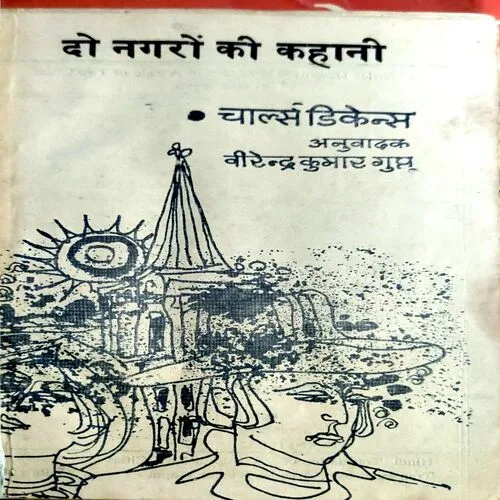 दो नगरों की कहानी
• चार्ल्स डिकेन्स
अनुवादक
वीरेन्द्र कुमार गुप्त